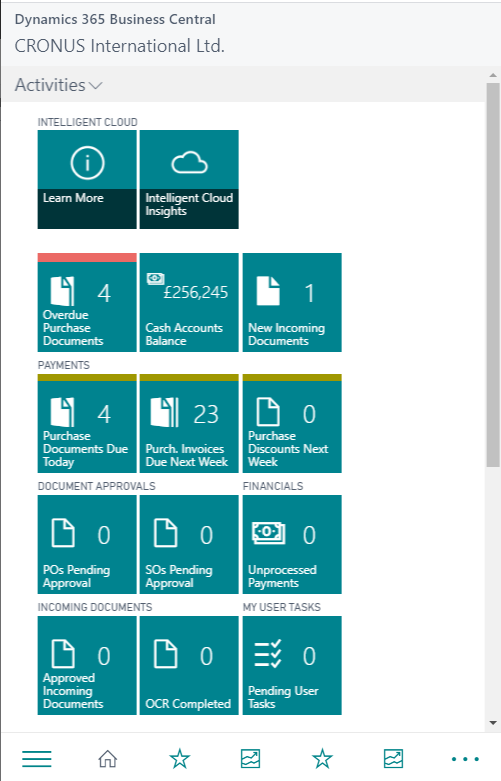 Dynamics 365 Business Central
CRONUS International Ltd.
Activities
INTELLIGENT CLOUD
Learn More
Intelligent Cloud
Insights
4
Overdue
Purchase
Documents
£256,245
Cash Accounts
Balance
1
New Incoming
Documents
PAYMENTS
4
Purchase
Documents Due
Today
23
Purch. Invoices
Due Next Week
0
Purchase
Discounts Next
Week
DOCUMENT APPROVALS
0
POs Pending
Approval
0
SOs Pending
Approval
FINANCIALS
0
Unprocessed
Payments
INCOMING DOCUMENTS
0
Approved
Incoming
Documents
0
OCR Completed
MY USER TASKS
0
Pending User
Tasks